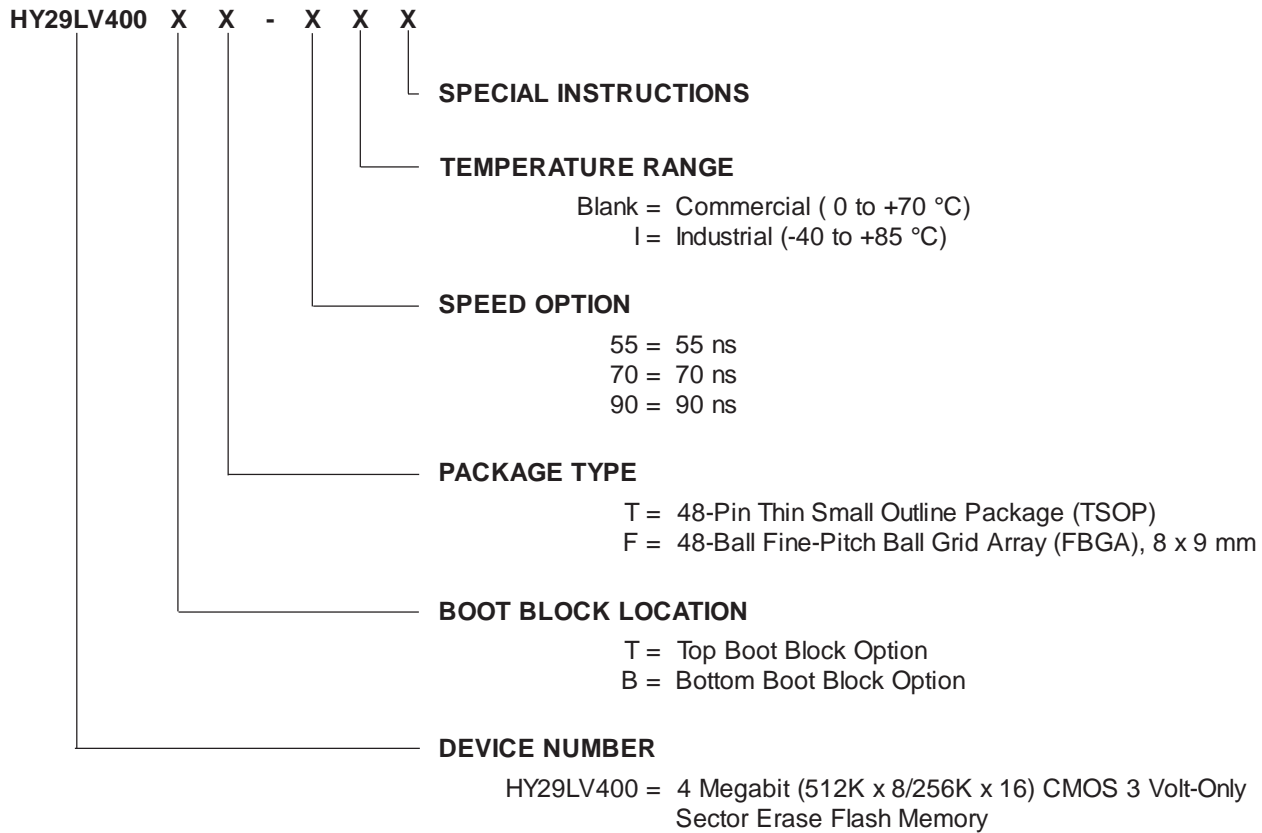 HY29LV400 X X - X X X
SPECIAL INSTRUCTIONS
TEMPERATURE RANGE
Blank = Commercial ( 0 to +70 °C)
I = Industrial (-40 to +85 °C)
SPEED OPTION
55 = 55 ns
70 = 70 ns
90 = 90 ns
PACKAGE TYPE
T = 48-Pin Thin Small Outline Package (TSOP)
F = 48-Ball Fine-Pitch Ball Grid Array (FBGA), 8 x 9 mm
BOOT BLOCK LOCATION
T = Top Boot Block Option
B = Bottom Boot Block Option
DEVICE NUMBER
HY29LV400 = 4 Megabit (512K x 8/256K x 16) CMOS 3 Volt-Only
Sector Erase Flash Memory